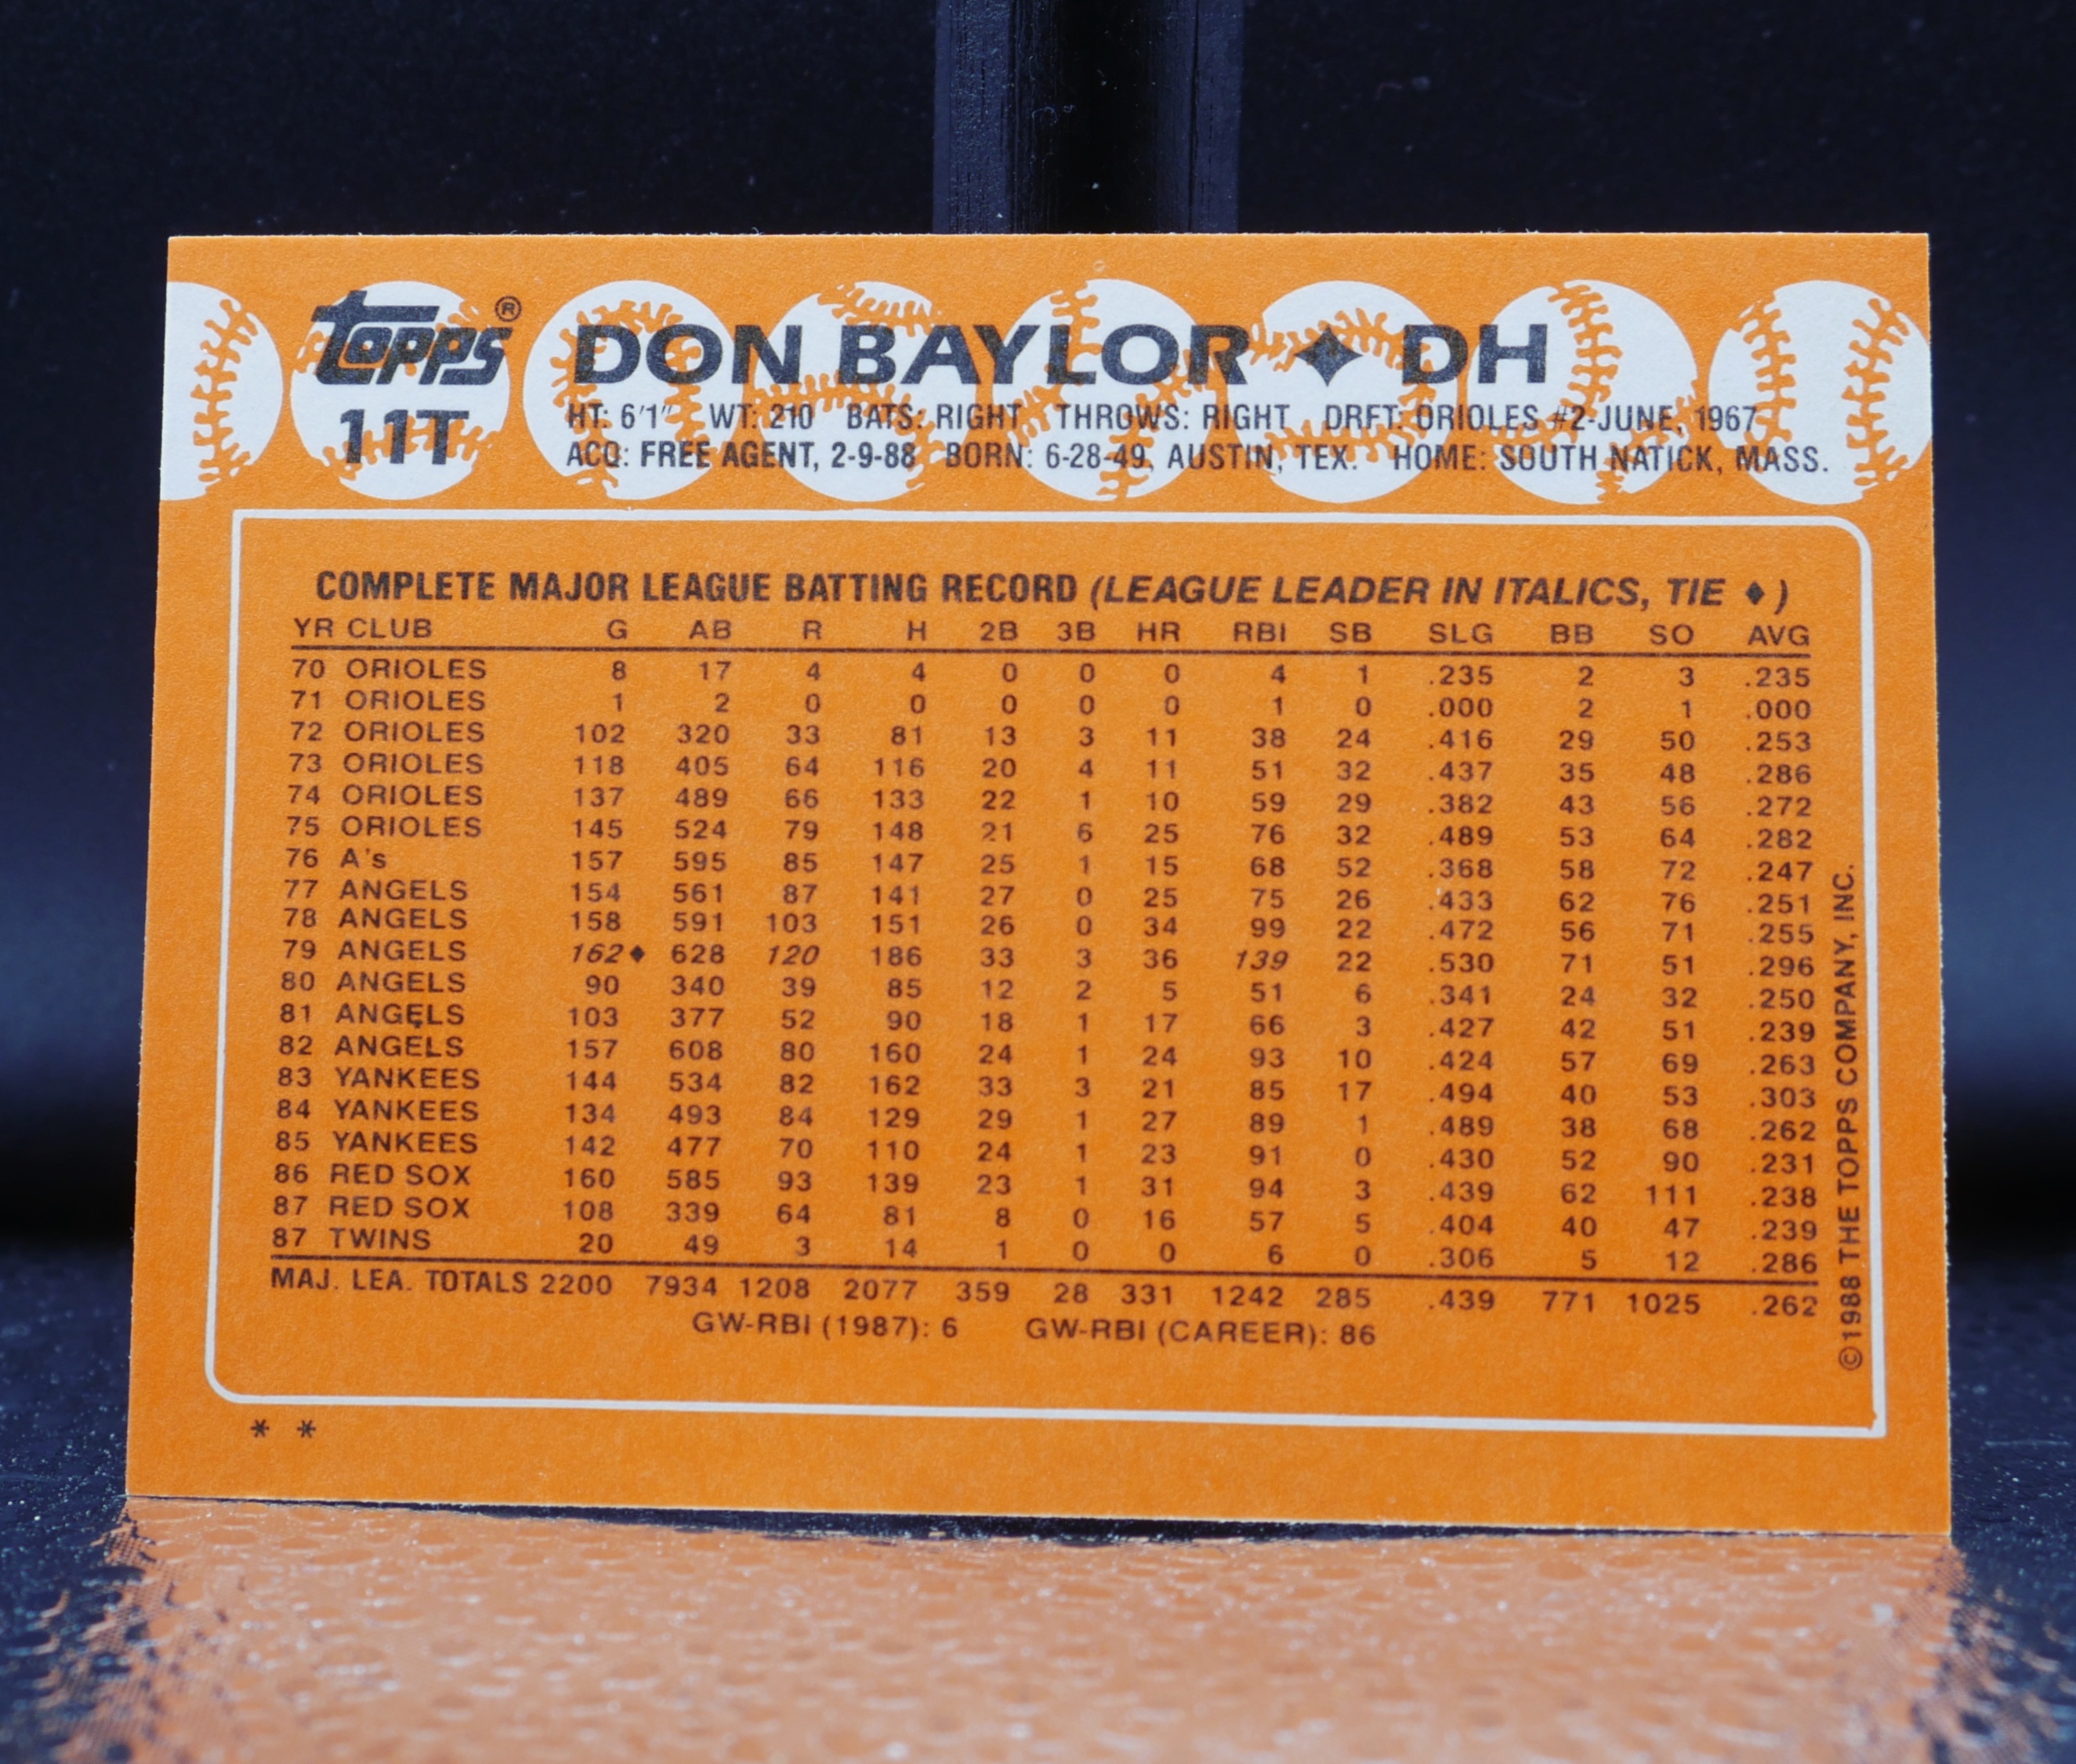 Topps® DON BAYLOR ✦ DH
11T HT: 6'1" WT: 210 BATS: RIGHT THROWS: RIGHT DRFT: ORIOLES #2-JUNE, 1967
ACQ: FREE AGENT, 2-9-88 BORN: 6-28-49, AUSTIN, TEX. HOME: SOUTH NATICK, MASS.
COMPLETE MAJOR LEAGUE BATTING RECORD (LEAGUE LEADER IN ITALICS, TIE ♦)
YR CLUB G AB R H 2B 3B HR RBI SB SLG BB SO AVG
70 ORIOLES 8 17 4 4 0 0 0 4 1 .235 2 3 .235
71 ORIOLES 1 2 0 0 0 0 0 1 0 .000 2 1 .000
72 ORIOLES 102 320 33 81 13 3 11 38 24 .416 29 50 .253
73 ORIOLES 118 405 64 116 20 4 11 51 32 .437 35 48 .286
74 ORIOLES 137 489 66 133 22 1 10 59 29 .382 43 56 .272
75 ORIOLES 145 524 79 148 21 6 25 76 32 .489 53 64 .282
76 A's 157 595 85 147 25 1 15 68 52 .368 58 72 .247
77 ANGELS 154 561 87 141 27 0 25 75 26 .433 62 76 .251
78 ANGELS 158 591 103 151 26 0 34 99 22 .472 56 71 .255
79 ANGELS 162♦ 628 120 186 33 3 36 139 22 .530 71 51 .296
80 ANGELS 90 340 39 85 12 2 5 51 6 .341 24 32 .250
81 ANGELS 103 377 52 90 18 1 17 66 3 .427 42 51 .239
82 ANGELS 157 608 80 160 24 1 24 93 10 .424 57 69 .263
83 YANKEES 144 534 82 162 33 3 21 85 17 .494 40 53 .303
84 YANKEES 134 493 84 129 29 1 27 89 1 .489 38 68 .262
85 YANKEES 142 477 70 110 24 1 23 91 0 .430 52 90 .231
86 RED SOX 160 585 93 139 23 1 31 94 3 .439 62 111 .238
87 RED SOX 108 339 64 81 8 0 16 57 5 .404 40 47 .239
87 TWINS 20 49 3 14 1 0 0 6 0 .306 5 12 .286
MAJ. LEA. TOTALS 2200 7934 1208 2077 359 28 331 1242 285 .439 771 1025 .262
GW-RBI (1987): 6 GW-RBI (CAREER): 86
©1988 THE TOPPS COMPANY, INC.
* *